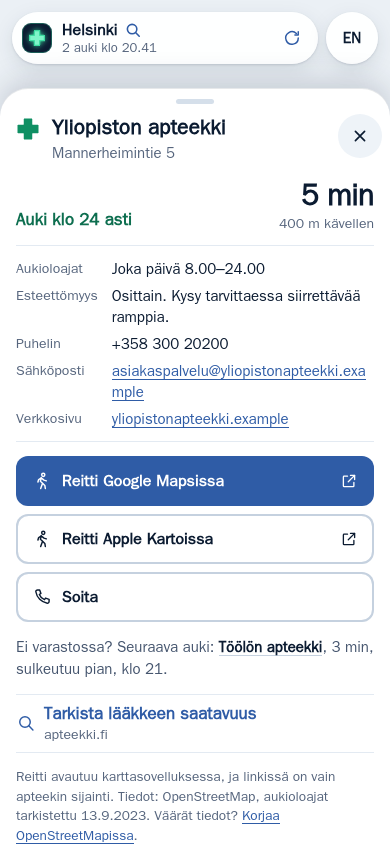 Helsinki
2 auki klo 20.41
EN
Yliopiston apteekki
Mannerheimintie 5
5 min
Auki klo 24 asti
400 m kävellen
Aukioloajat Joka päivä 8.00–24.00
Esteettömyys Osittain. Kysy tarvittaessa siirrettävää
ramppia.
Puhelin +358 300 20200
Sähköposti asiakaspalvelu@yliopistonapteekki.exa
mple
Verkkosivu yliopistonapteekki.example
Reitti Google Mapsissa
Reitti Apple Kartoissa
Soita
Ei varastossa? Seuraava auki: Töölön apteekki, 3 min,
sulkeutuu pian, klo 21.
Tarkista lääkkeen saatavuus
apteekki.fi
Reitti avautuu karttasovelluksessa, ja linkissä on vain
apteekin sijainti. Tiedot: OpenStreetMap, aukioloajat
tarkistettu 13.9.2023. Väärät tiedot? Korjaa
OpenStreetMapissa.